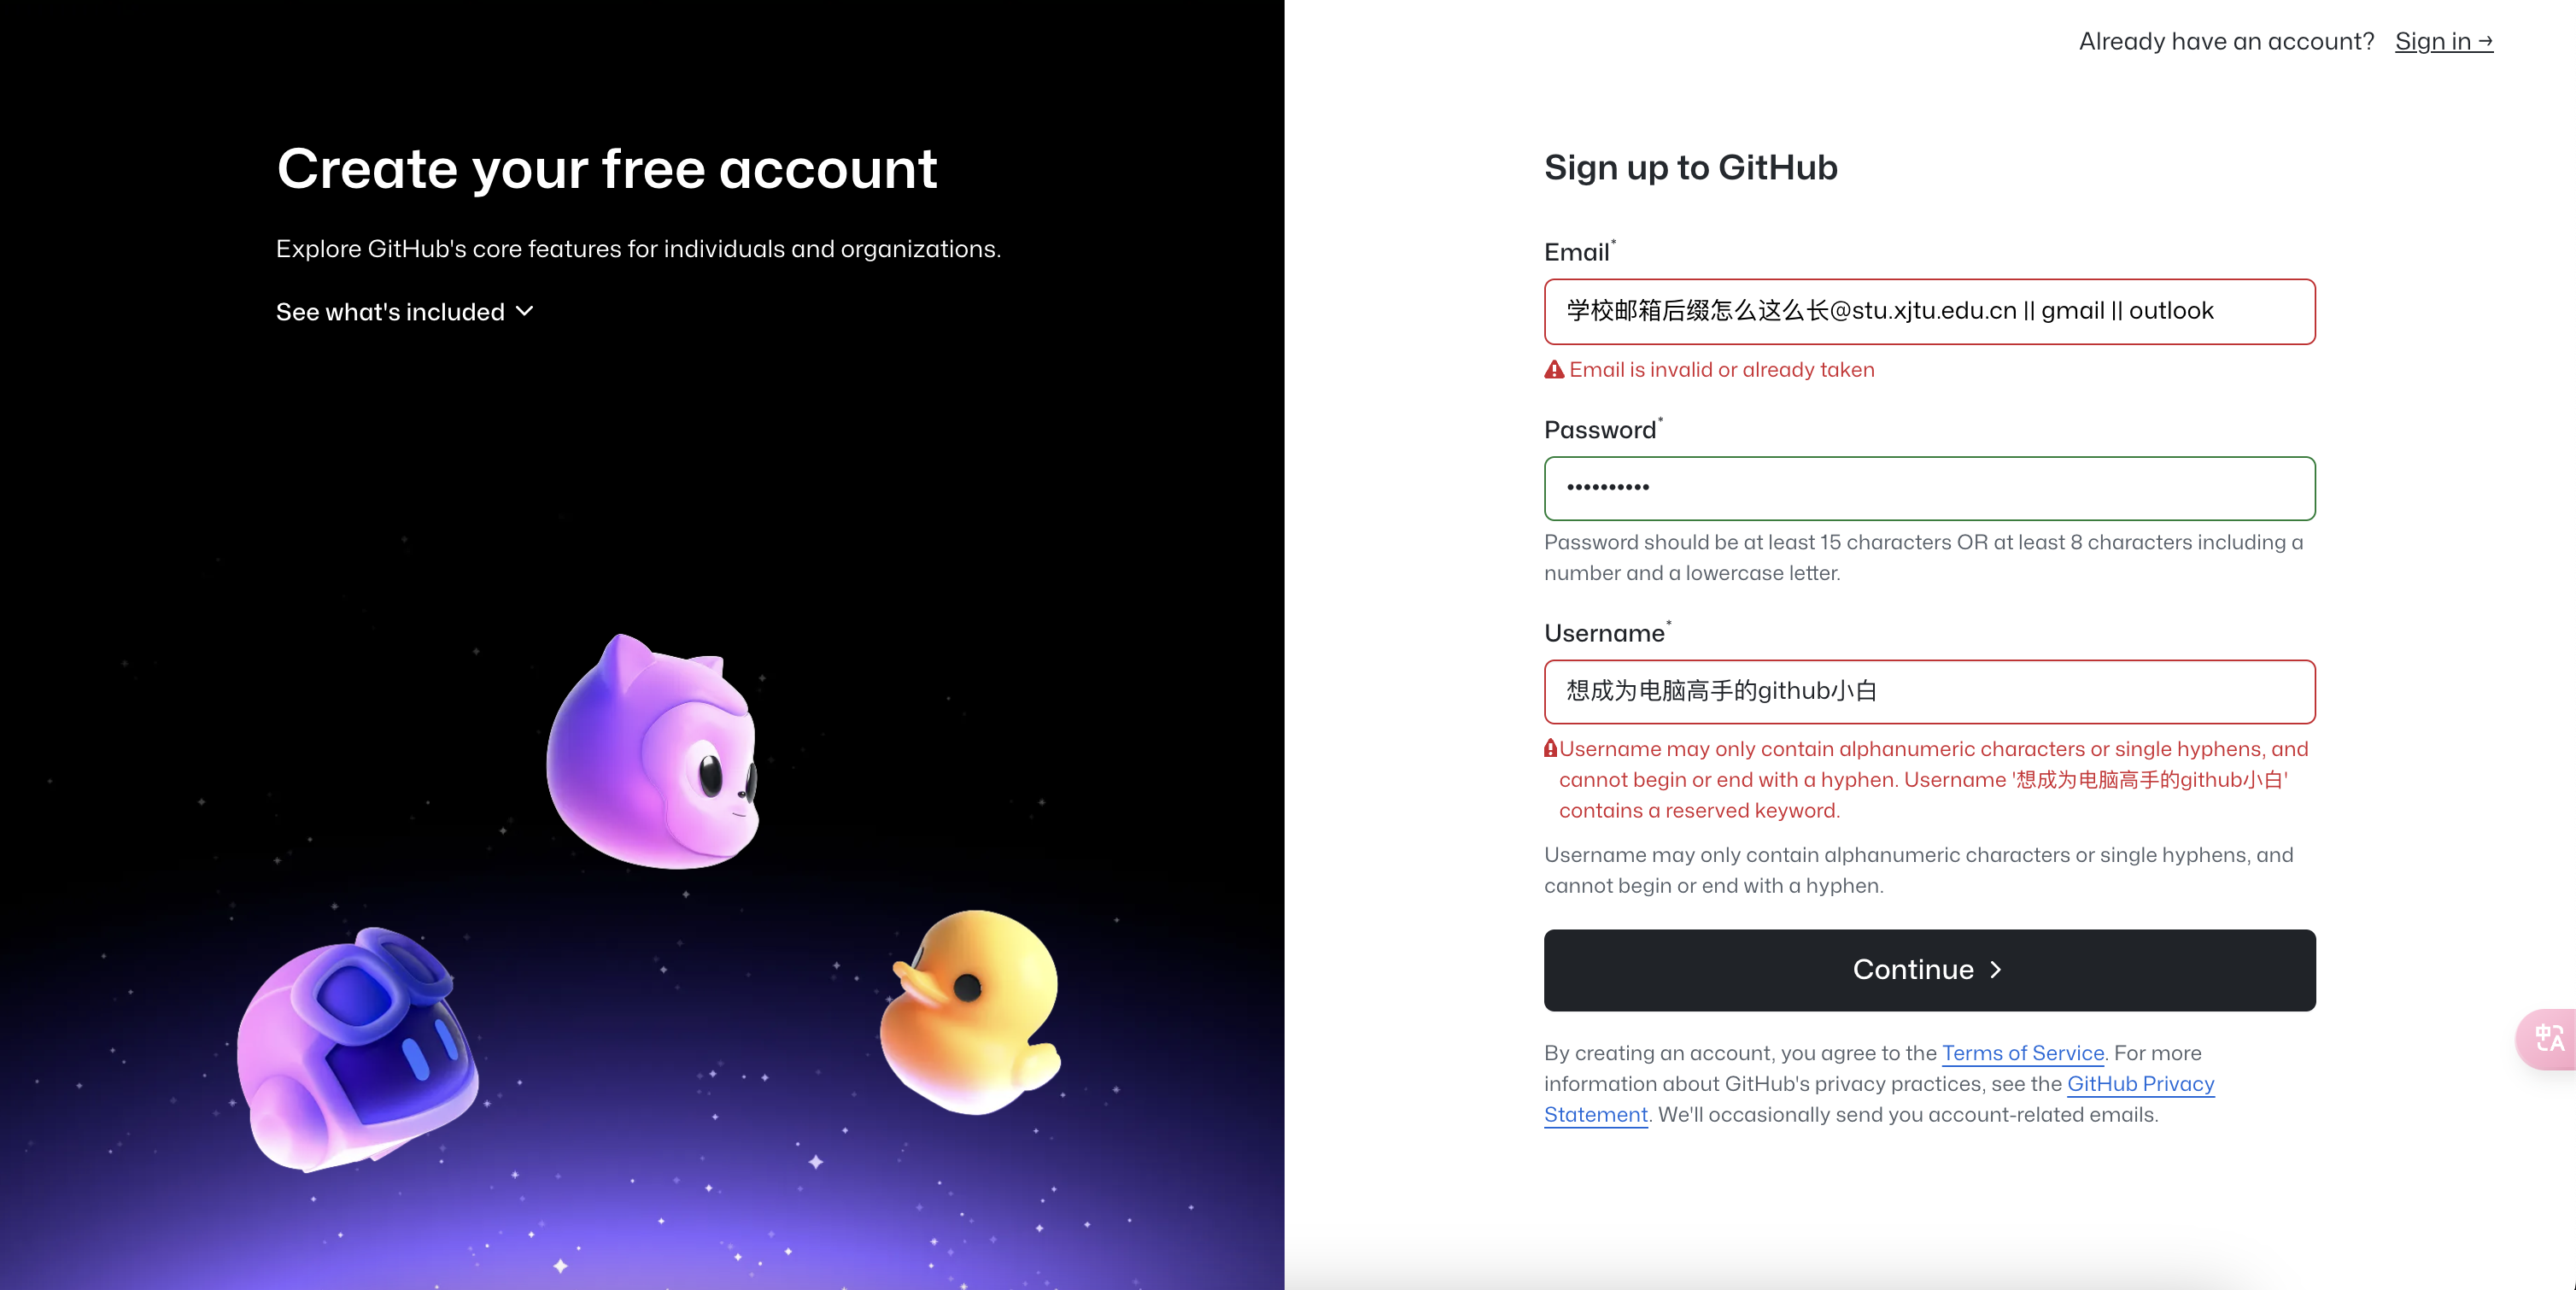 Already have an account? Sign in →
Create your free account
Explore GitHub's core features for individuals and organizations.
See what's included
Sign up to GitHub
Email*
学校邮箱后缀怎么这么长@stu.xjtu.edu.cn || gmail || outlook
Email is invalid or already taken
Password*
••••••••••
Password should be at least 15 characters OR at least 8 characters including a
number and a lowercase letter.
Username*
想成为电脑高手的github小白
Username may only contain alphanumeric characters or single hyphens, and
cannot begin or end with a hyphen. Username '想成为电脑高手的github小白'
contains a reserved keyword.
Username may only contain alphanumeric characters or single hyphens, and
cannot begin or end with a hyphen.
Continue
By creating an account, you agree to the Terms of Service. For more
information about GitHub's privacy practices, see the GitHub Privacy
Statement. We'll occasionally send you account-related emails.
中A